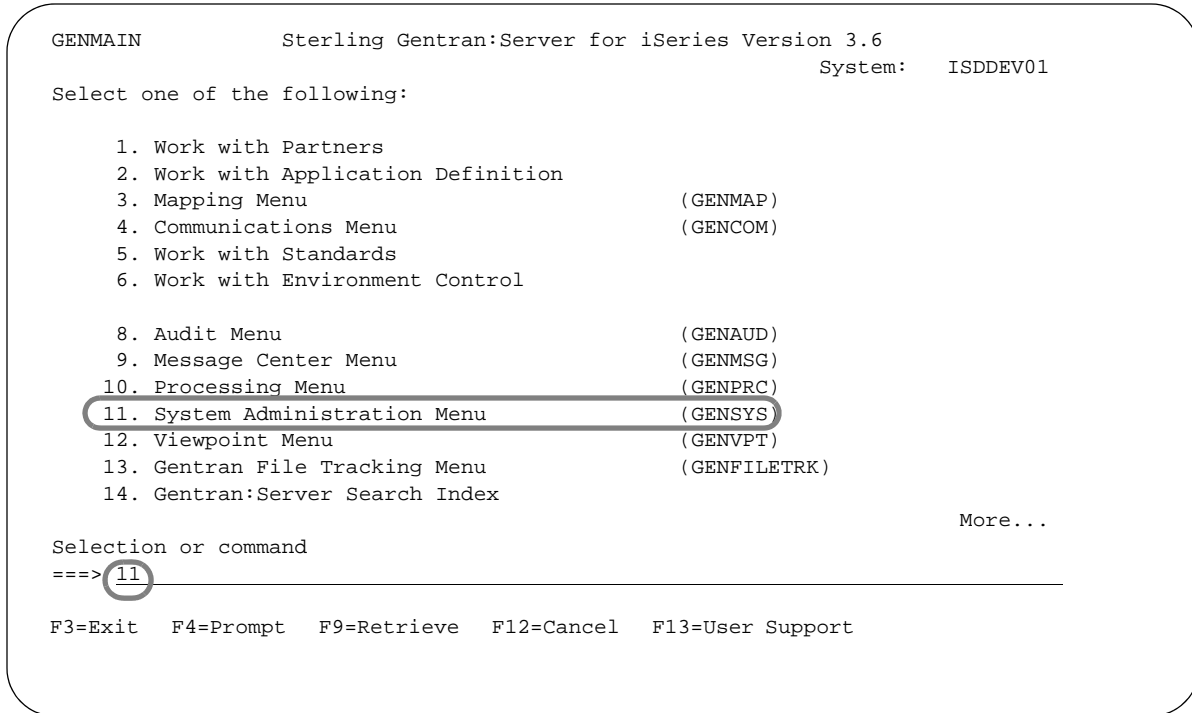 GENMAIN Sterling Gentran:Server for iSeries Version 3.6
System: ISDDEV01
Select one of the following:
1. Work with Partners
2. Work with Application Definition
3. Mapping Menu (GENMAP)
4. Communications Menu (GENCOM)
5. Work with Standards
6. Work with Environment Control
8. Audit Menu (GENAUD)
9. Message Center Menu (GENMSG)
10. Processing Menu (GENPRC)
11. System Administration Menu (GENSYS)
12. Viewpoint Menu (GENVPT)
13. Gentran File Tracking Menu (GENFILETRK)
14. Gentran:Server Search Index
More...
Selection or command
===> 11
F3=Exit F4=Prompt F9=Retrieve F12=Cancel F13=User Support